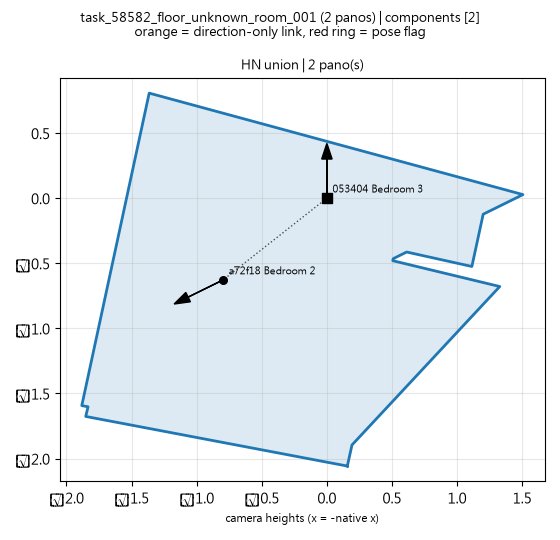 task_58582_floor_unknown_room_001 (2 panos) | components [2]
orange = direction-only link, red ring = pose flag
HN union | 2 pano(s)
0.5
0.0
0.5
1.0
1.5
2.0
053404 Bedroom 3
a72f18 Bedroom 2
2.0 1.5 1.0 0.5 0.0 0.5 1.0 1.5
camera heights (x = -native x)